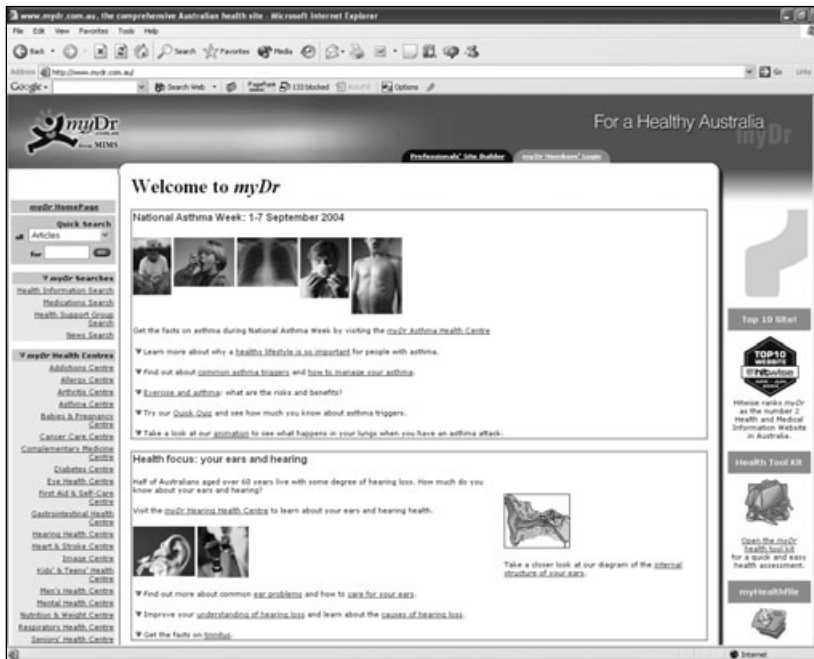 www.mydr.com.au, the comprehensive Australian health site - Microsoft Internet Explorer
File Edit View Favorites Tools Help
Back Search Favorites Media
Address http://www.mydr.com.au/ Go Links
Google Search Web PageRank 133 blocked AutoFill Options
myDr
.com.au
from MIMS
For a Healthy Australia
myDr
Professionals' Site Builder myDr Members' Login
Welcome to myDr
myDr HomePage
Quick Search
all Articles
for
myDr Searches
Health Information Search
Medications Search
Health Support Group
Search
News Search
myDr Health Centres
Addictions Centre
Allergy Centre
Arthritis Centre
Asthma Centre
Babies & Pregnancy
Centre
Cancer Care Centre
Complementary Medicine
Centre
Diabetes Centre
Eye Health Centre
First Aid & Self-Care
Centre
Gastrointestinal Health
Centre
Hearing Health Centre
Heart & Stroke Centre
Image Centre
Kids' & Teens' Health
Centre
Men's Health Centre
Mental Health Centre
Nutrition & Weight Centre
Respiratory Health Centre
Seniors' Health Centre
National Asthma Week: 1-7 September 2004
Get the facts on asthma during National Asthma Week by visiting the myDr Asthma Health Centre
Learn more about why a healthy lifestyle is so important for people with asthma.
Find out about common asthma triggers and how to manage your asthma.
Exercise and asthma: what are the risks and benefits?
Try our Quick Quiz and see how much you know about asthma triggers.
Take a look at our animation to see what happens in your lungs when you have an asthma attack.
Health focus: your ears and hearing
Half of Australians aged over 60 years live with some degree of hearing loss. How much do you
know about your ears and hearing?
Visit the myDr Hearing Health Centre to learn about your ears and hearing health.
Take a closer look at our diagram of the internal
structure of your ears.
Find out more about common ear problems and how to care for your ears.
Improve your understanding of hearing loss and learn about the causes of hearing loss.
Get the facts on tinnitus.
Top 10 Site!
TOP10
WEBSITE
hitwise
Hitwise ranks myDr
as the number 2
Health and Medical
Information Website
in Australia.
Health Tool Kit
Open the myDr
health tool kit
for a quick and easy
health assessment.
myHealthfile
Internet